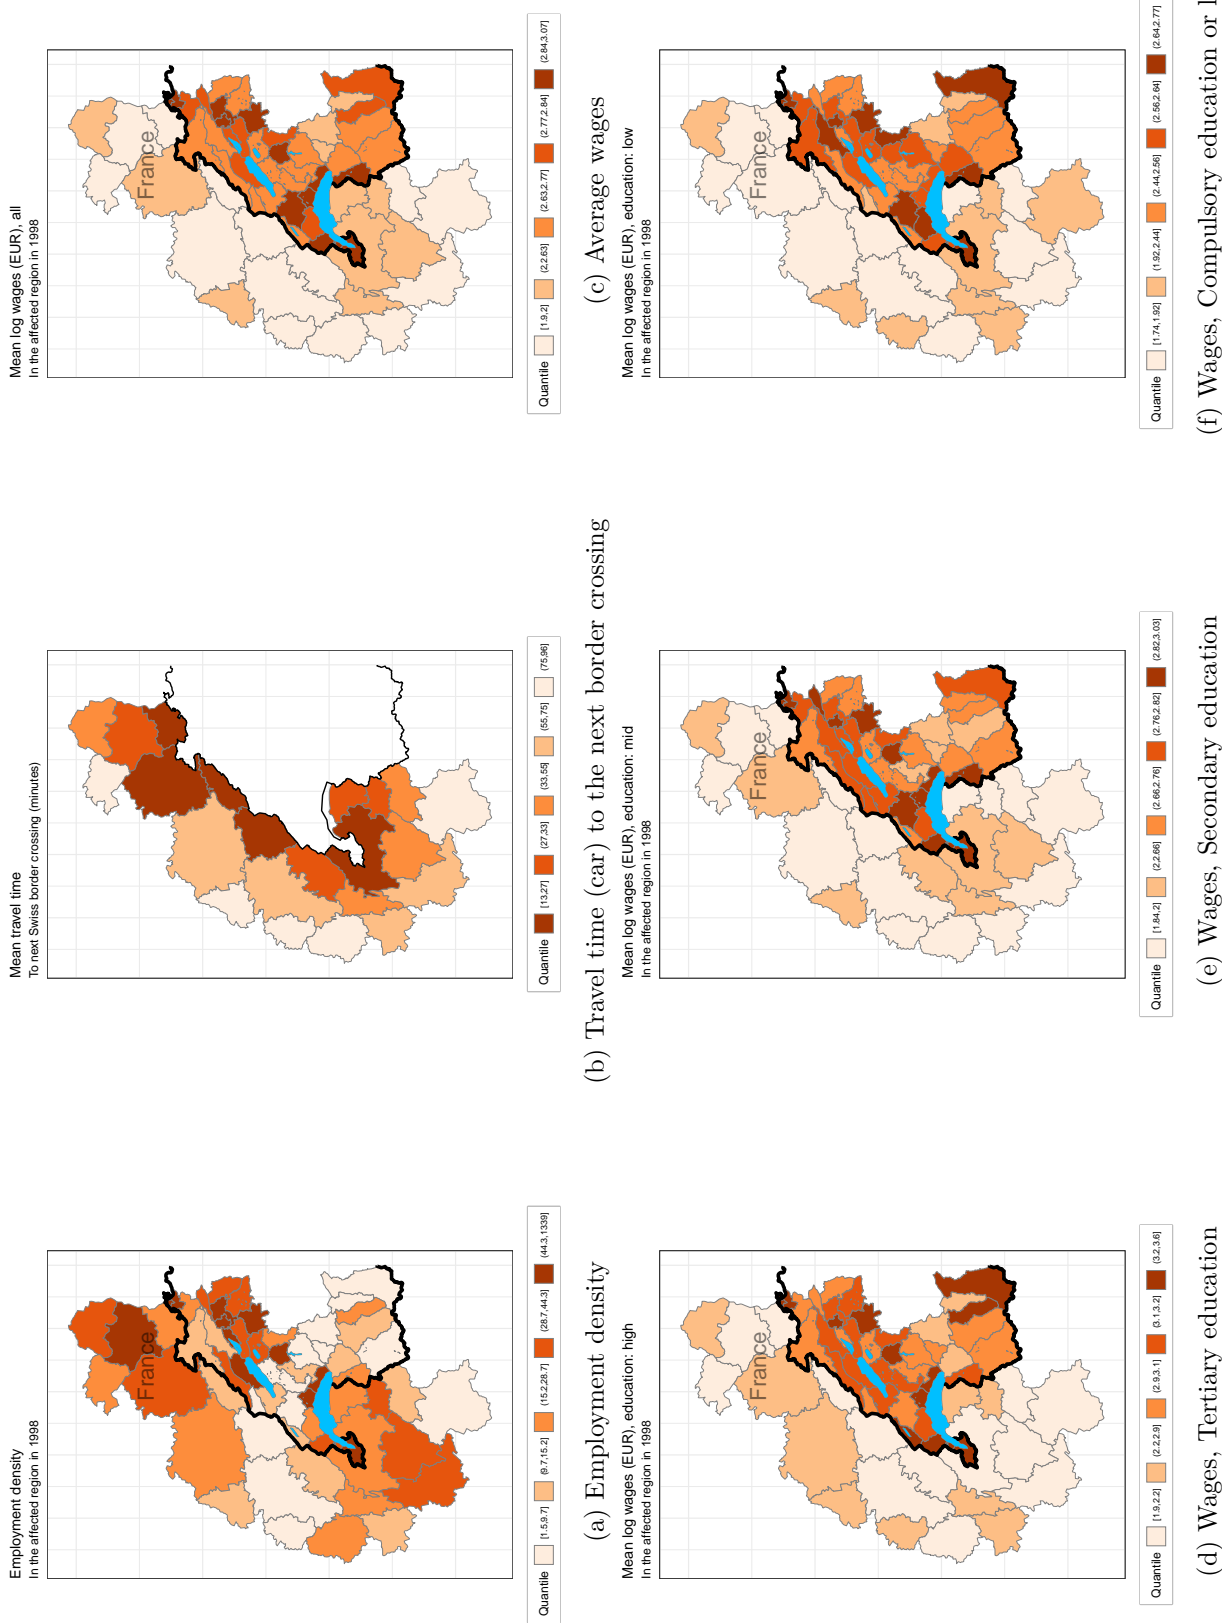 Employment density
In the affected region in 1998
France
Quantile [1.5,9.7] (9.7,15.2] (15.2,28.7] (28.7,44.3] (44.3,1339]
(a) Employment density
Mean travel time
To next Swiss border crossing (minutes)
Quantile [13,27] (27,33] (33,55] (55,75] (75,96]
(b) Travel time (car) to the next border crossing
Mean log wages (EUR), all
In the affected region in 1998
France
Quantile [1.9,2] (2,2.63] (2.63,2.77] (2.77,2.84] (2.84,3.07]
(c) Average wages
Mean log wages (EUR), education: high
In the affected region in 1998
France
Quantile [1.9,2.2] (2.2,2.9] (2.9,3.1] (3.1,3.2] (3.2,3.6]
(d) Wages, Tertiary education
Mean log wages (EUR), education: mid
In the affected region in 1998
France
Quantile [1.84,2] (2,2.66] (2.66,2.76] (2.76,2.82] (2.82,3.03]
(e) Wages, Secondary education
Mean log wages (EUR), education: low
In the affected region in 1998
France
Quantile [1.74,1.92] (1.92,2.44] (2.44,2.56] (2.56,2.64] (2.64,2.77]
(f) Wages, Compulsory education or